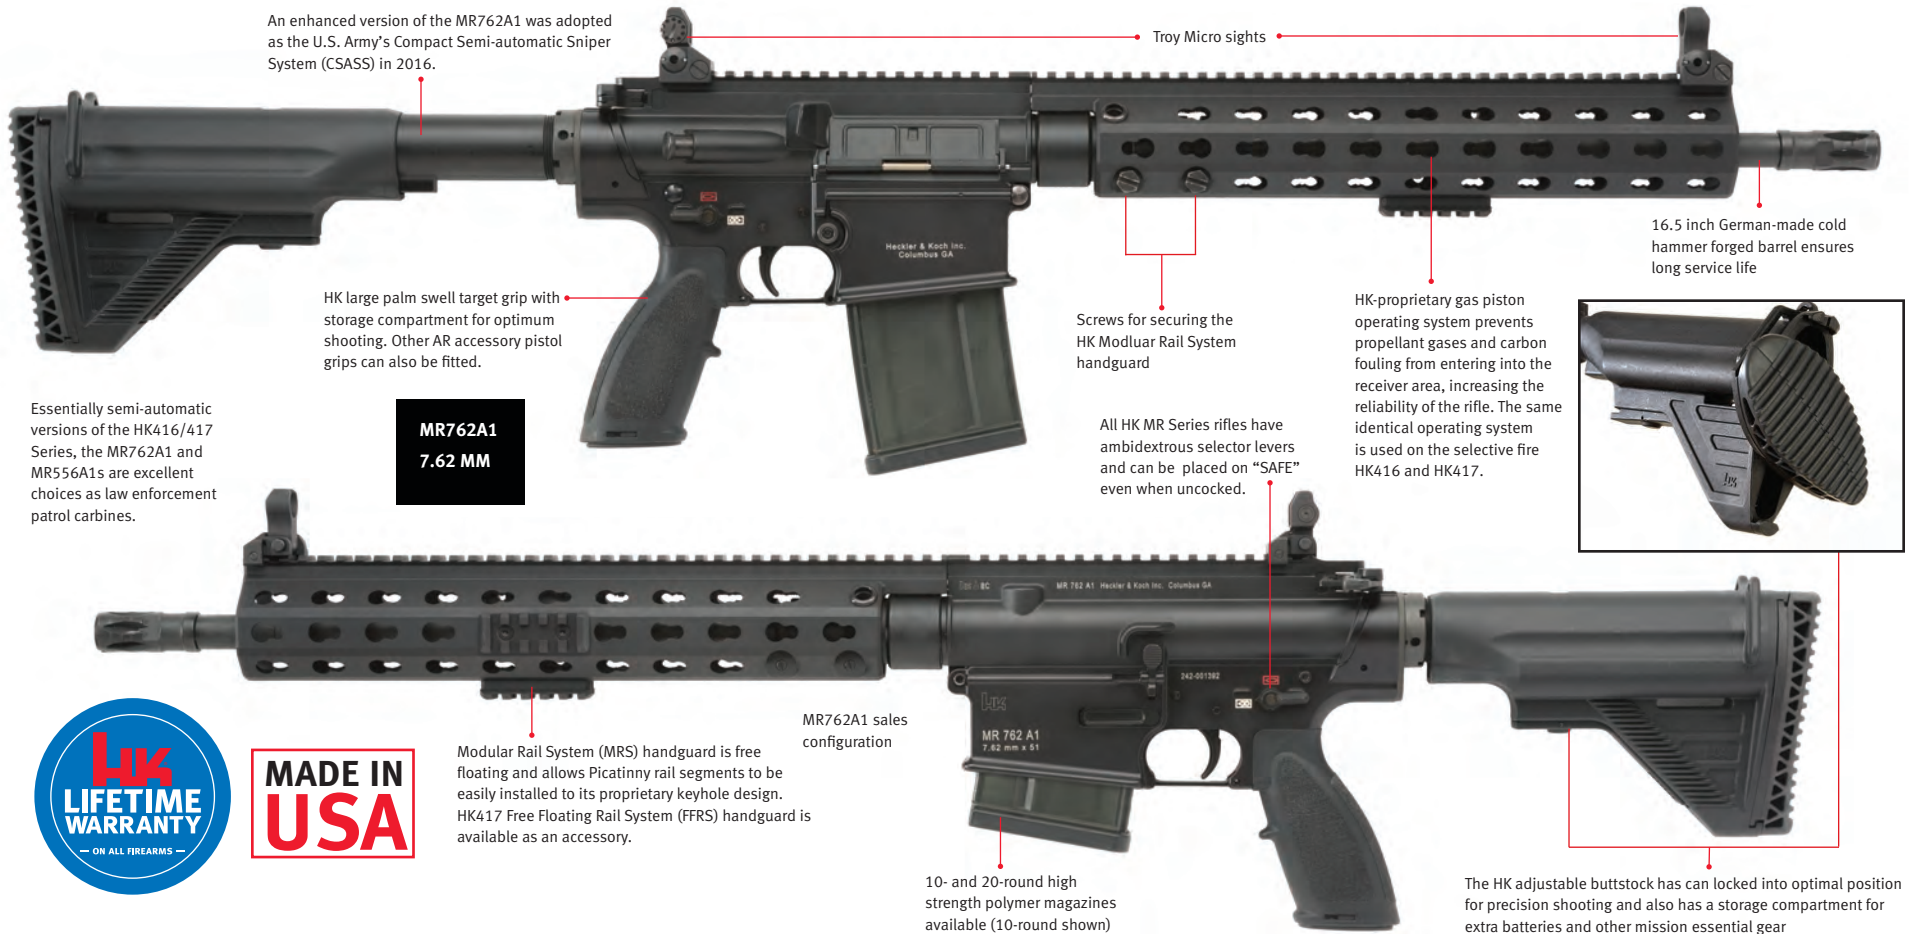 An enhanced version of the MR762A1 was adopted
as the U.S. Army’s Compact Semi-automatic Sniper
System (CSASS) in 2016.
Troy Micro sights
Heckler & Koch Inc.
Columbus GA
16.5 inch German-made cold
hammer forged barrel ensures
long service life
HK large palm swell target grip with
storage compartment for optimum
shooting. Other AR accessory pistol
grips can also be fitted.
Screws for securing the
HK Modluar Rail System
handguard
HK-proprietary gas piston
operating system prevents
propellant gases and carbon
fouling from entering into the
receiver area, increasing the
reliability of the rifle. The same
identical operating system
is used on the selective fire
HK416 and HK417.
HK
Essentially semi-automatic
versions of the HK416/417
Series, the MR762A1 and
MR556A1s are excellent
choices as law enforcement
patrol carbines.
MR762A1
7.62 MM
All HK MR Series rifles have
ambidextrous selector levers
and can be  placed on “SAFE”
even when uncocked.
MR 762 A1  Heckler & Koch Inc.  Columbus GA
242-001392
HK
MR 762 A1
7.62 mm x 51
HK
LIFETIME
WARRANTY
— ON ALL FIREARMS —
MADE IN
USA
Modular Rail System (MRS) handguard is free
floating and allows Picatinny rail segments to be
easily installed to its proprietary keyhole design.
HK417 Free Floating Rail System (FFRS) handguard is
available as an accessory.
MR762A1 sales
configuration
10- and 20-round high
strength polymer magazines
available (10-round shown)
The HK adjustable buttstock has can locked into optimal position
for precision shooting and also has a storage compartment for
extra batteries and other mission essential gear